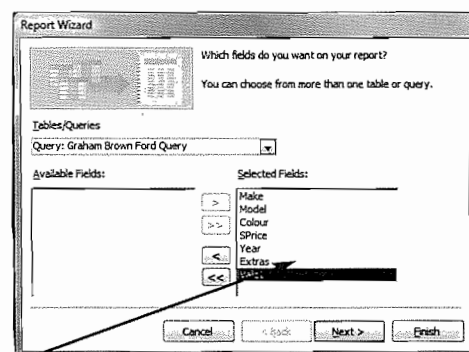 Report Wizard
Which fields do you want on your report?
You can choose from more than one table or query.
Tables/Queries
Query: Graham Brown Ford Query
Available Fields:
Selected Fields:
Make
Model
Colour
SPrice
Year
Extras
>
>>
<
<<
Cancel
< Back
Next >
Finish